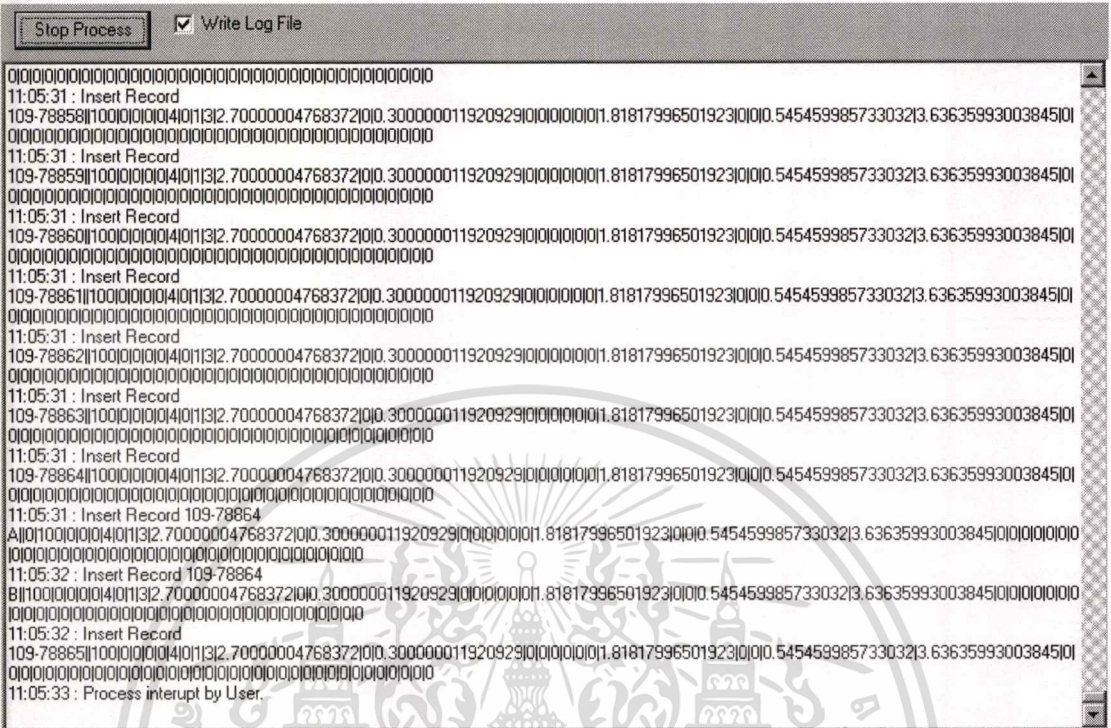 0|0|0|0|0|0|0|0|0|0|0|0|0|0|0|0|0|0|0|0|0|0|0|0|0|0|0|0|0|0|0|0|0|0|0|0
11:05:31 : Insert Record
109-78858||100|0|0|0|0|4|0|1|3|2.70000004768372|0|0.300000011920929|0|0|0|0|0|1.81817996501923|0|0|0.545459985733032|3.63635993003845|0|
0|0|0|0|0|0|0|0|0|0|0|0|0|0|0|0|0|0|0|0|0|0|0|0|0|0|0|0|0|0|0|0|0|0|0|0
11:05:31 : Insert Record
109-78859||100|0|0|0|0|4|0|1|3|2.70000004768372|0|0.300000011920929|0|0|0|0|0|1.81817996501923|0|0|0.545459985733032|3.63635993003845|0|
0|0|0|0|0|0|0|0|0|0|0|0|0|0|0|0|0|0|0|0|0|0|0|0|0|0|0|0|0|0|0|0|0|0|0|0
11:05:31 : Insert Record
109-78860||100|0|0|0|0|4|0|1|3|2.70000004768372|0|0.300000011920929|0|0|0|0|0|1.81817996501923|0|0|0.545459985733032|3.63635993003845|0|
0|0|0|0|0|0|0|0|0|0|0|0|0|0|0|0|0|0|0|0|0|0|0|0|0|0|0|0|0|0|0|0|0|0|0|0
11:05:31 : Insert Record
109-78861||100|0|0|0|0|4|0|1|3|2.70000004768372|0|0.300000011920929|0|0|0|0|0|1.81817996501923|0|0|0.545459985733032|3.63635993003845|0|
0|0|0|0|0|0|0|0|0|0|0|0|0|0|0|0|0|0|0|0|0|0|0|0|0|0|0|0|0|0|0|0|0|0|0|0
11:05:31 : Insert Record
109-78862||100|0|0|0|0|4|0|1|3|2.70000004768372|0|0.300000011920929|0|0|0|0|0|1.81817996501923|0|0|0.545459985733032|3.63635993003845|0|
0|0|0|0|0|0|0|0|0|0|0|0|0|0|0|0|0|0|0|0|0|0|0|0|0|0|0|0|0|0|0|0|0|0|0|0
11:05:31 : Insert Record
109-78863||100|0|0|0|0|4|0|1|3|2.70000004768372|0|0.300000011920929|0|0|0|0|0|1.81817996501923|0|0|0.545459985733032|3.63635993003845|0|
0|0|0|0|0|0|0|0|0|0|0|0|0|0|0|0|0|0|0|0|0|0|0|0|0|0|0|0|0|0|0|0|0|0|0|0
11:05:31 : Insert Record
109-78864||100|0|0|0|0|4|0|1|3|2.70000004768372|0|0.300000011920929|0|0|0|0|0|1.81817996501923|0|0|0.545459985733032|3.63635993003845|0|
0|0|0|0|0|0|0|0|0|0|0|0|0|0|0|0|0|0|0|0|0|0|0|0|0|0|0|0|0|0|0|0|0|0|0|0
11:05:31 : Insert Record 109-78864
A||0|100|0|0|0|4|0|1|3|2.70000004768372|0|0.300000011920929|0|0|0|0|0|1.81817996501923|0|0|0.545459985733032|3.63635993003845|0|0|0|0|0|0
|0|0|0|0|0|0|0|0|0|0|0|0|0|0|0|0|0|0|0|0|0|0|0|0|0|0|0|0|0|0
11:05:32 : Insert Record 109-78864
B||100|0|0|0|0|4|0|1|3|2.70000004768372|0|0.300000011920929|0|0|0|0|0|1.81817996501923|0|0|0.545459985733032|3.63635993003845|0|0|0|0|0|0
|0|0|0|0|0|0|0|0|0|0|0|0|0|0|0|0|0|0|0|0|0|0|0|0|0|0|0|0|0|0
11:05:32 : Insert Record
109-78865||100|0|0|0|0|4|0|1|3|2.70000004768372|0|0.300000011920929|0|0|0|0|0|1.81817996501923|0|0|0.545459985733032|3.63635993003845|0|
0|0|0|0|0|0|0|0|0|0|0|0|0|0|0|0|0|0|0|0|0|0|0|0|0|0|0|0|0|0|0|0|0|0|0|0
11:05:33 : Process interupt by User.
Stop Process
Write Log File